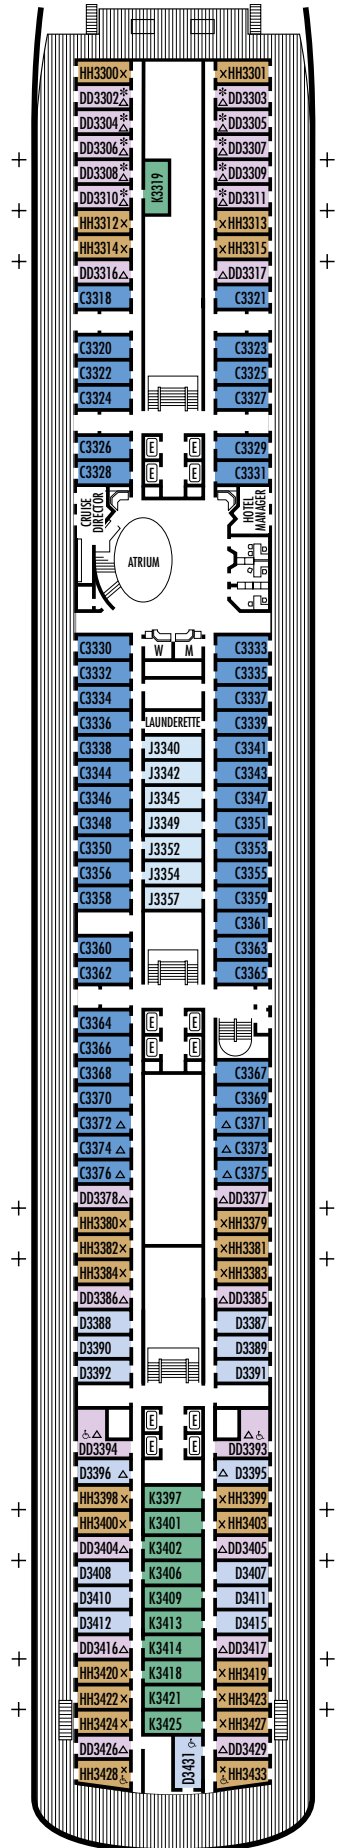 HH3300× ×HH3301
DD3302*△ *△DD3303
DD3304*△ *△DD3305
DD3306*△ *△DD3307
DD3308*△ K3319 *△DD3309
DD3310*△ *△DD3311
HH3312× ×HH3313
HH3314× ×HH3315
DD3316△ △DD3317
C3318 C3321
C3320 C3323
C3322 C3325
C3324 C3327
C3326 E E C3329
C3328 E E C3331
CRUISE DIRECTOR HOTEL MANAGER
ATRIUM
C3330 W M C3333
C3332 C3335
C3334 C3337
C3336 LAUNDERETTE C3339
C3338 J3340 C3341
C3344 J3342 C3343
C3346 J3345 C3347
C3348 J3349 C3351
C3350 J3352 C3353
C3356 J3354 C3355
C3358 J3357 C3359
C3361
C3360 C3363
C3362 C3365
C3364 E E
C3366 E E
C3368 C3367
C3370 C3369
C3372 △ △ C3371
C3374 △ △ C3373
C3376 △ △ C3375
DD3378△ △DD3377
HH3380× ×HH3379
HH3382× ×HH3381
HH3384× ×HH3383
DD3386△ △DD3385
D3388 D3387
D3390 D3389
D3392 D3391
E E
DD3394 E E DD3393
D3396 △ △ D3395
HH3398× K3397 ×HH3399
HH3400× K3401 ×HH3403
DD3404△ K3402 △DD3405
D3408 K3406 D3407
D3410 K3409 D3411
D3412 K3413 D3415
DD3416△ K3414 △DD3417
HH3420× K3418 ×HH3419
HH3422× K3421 ×HH3423
HH3424× K3425 ×HH3427
DD3426△ D3431 △DD3429
HH3428× ×HH3433